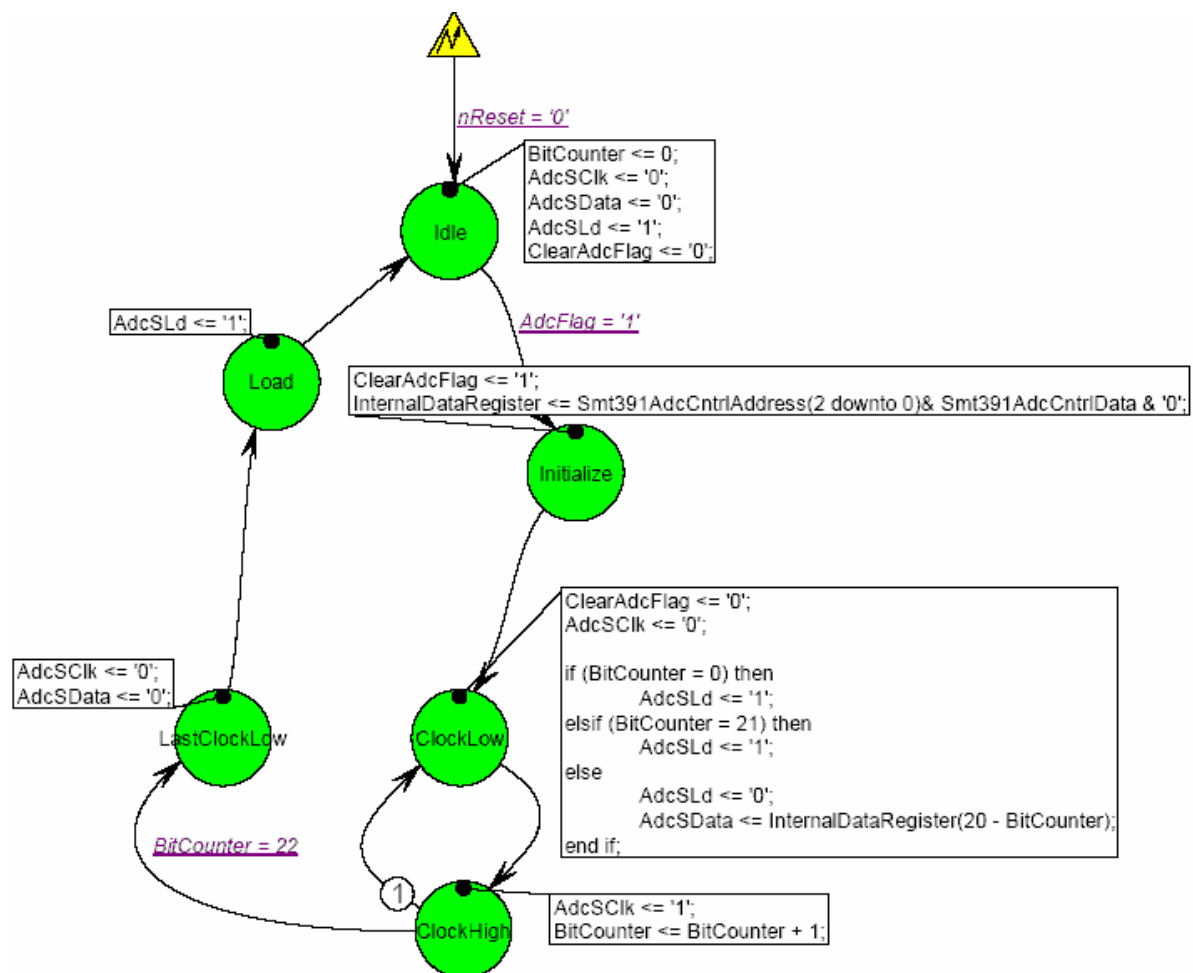 nReset = '0'
BitCounter <= 0;
AdcSClk <= '0';
AdcSData <= '0';
AdcSLd <= '1';
ClearAdcFlag <= '0';
Idle
AdcSLd <= '1';
AdcFlag = '1'
Load
ClearAdcFlag <= '1';
InternalDataRegister <= Smt391AdcCntrlAddress(2 downto 0)& Smt391AdcCntrlData & '0';
Initialize
ClearAdcFlag <= '0';
AdcSClk <= '0';
if (BitCounter = 0) then
AdcSLd <= '1';
elsif (BitCounter = 21) then
AdcSLd <= '1';
else
AdcSLd <= '0';
AdcSData <= InternalDataRegister(20 - BitCounter);
end if;
AdcSClk <= '0';
AdcSData <= '0';
LastClockLow
ClockLow
BitCounter = 22
1
ClockHigh
AdcSClk <= '1';
BitCounter <= BitCounter + 1;